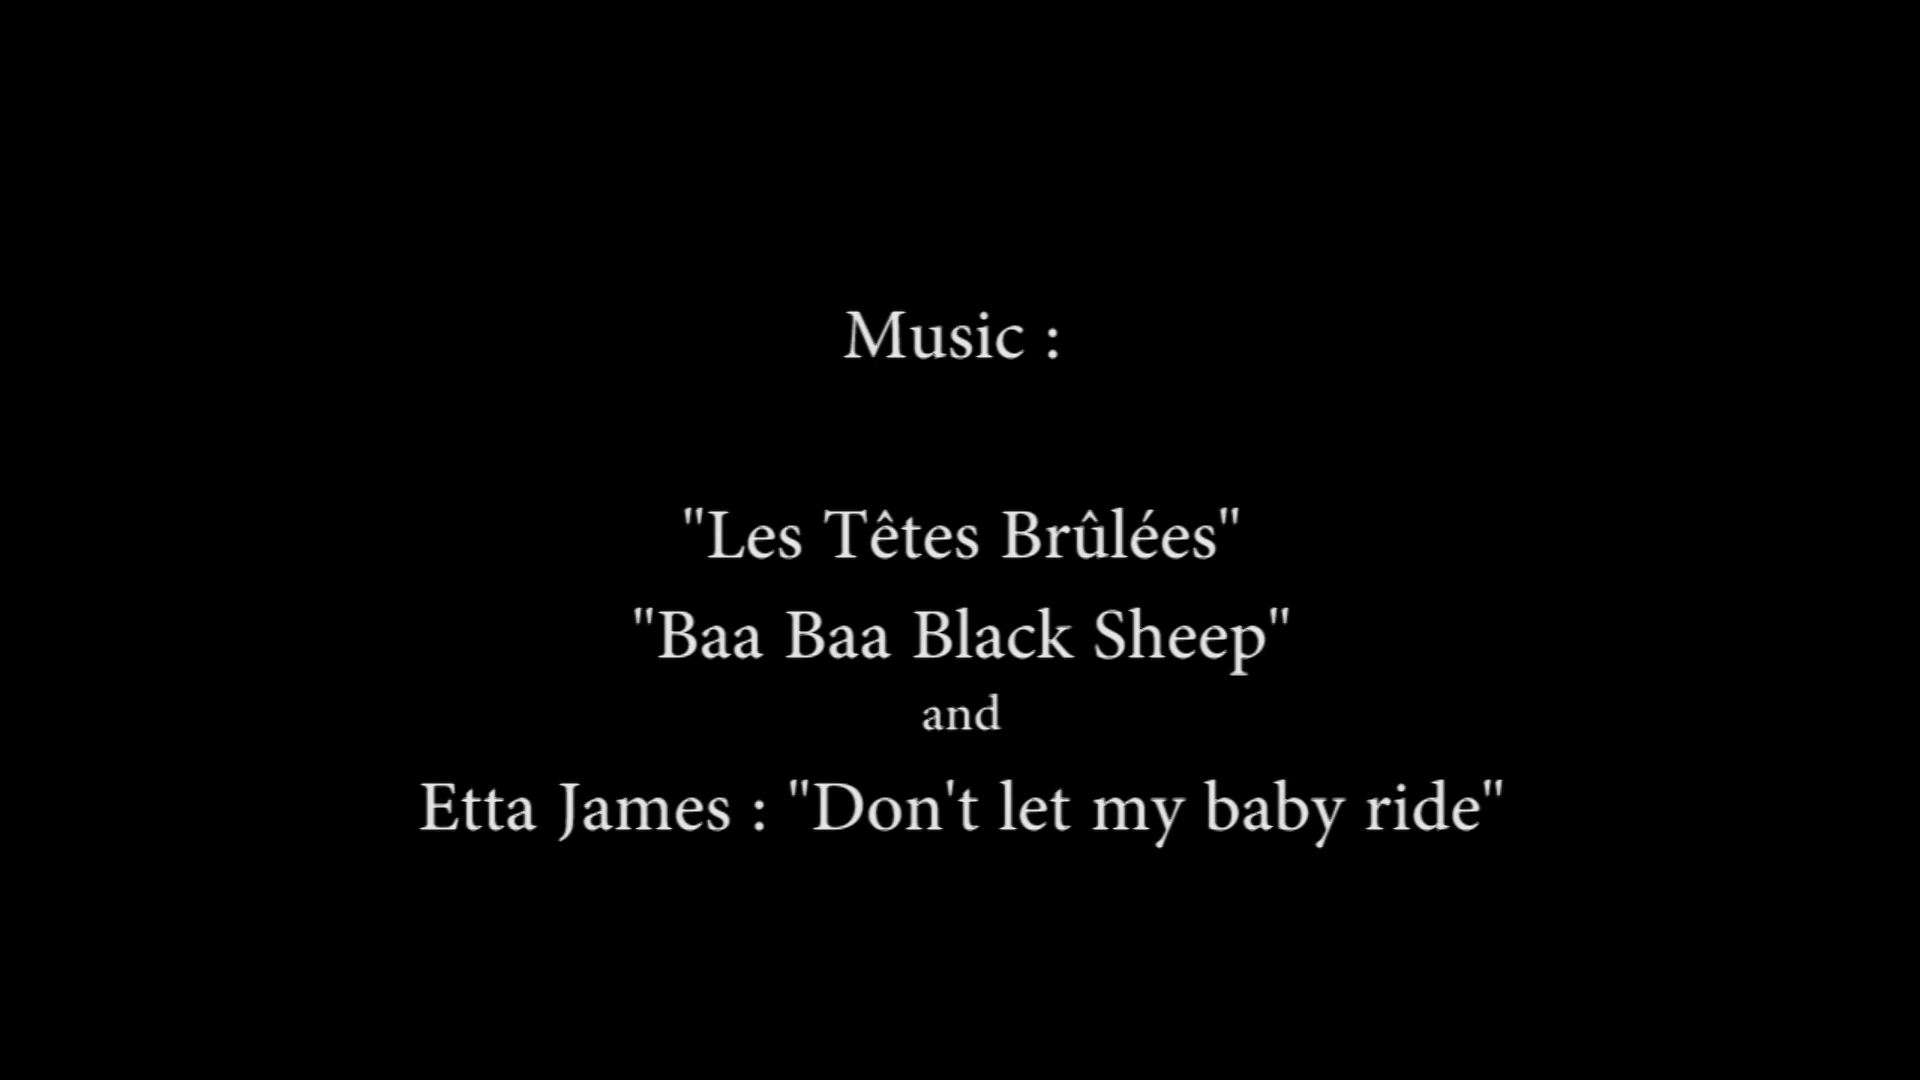 Music :
"Les Têtes Brûlées"
"Baa Baa Black Sheep"
and
Etta James : "Don't let my baby ride"